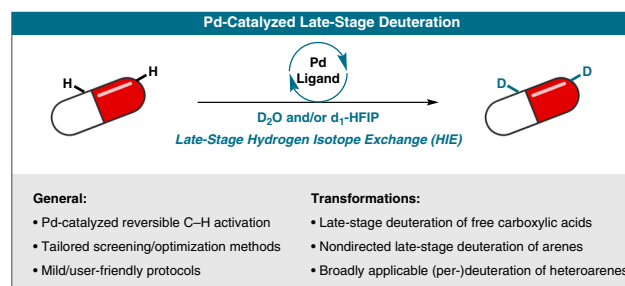 Pd-Catalyzed Late-Stage Deuteration
H H
Pd
Ligand
D D
D₂O and/or d₁-HFIP
Late-Stage Hydrogen Isotope Exchange (HIE)
General:
• Pd-catalyzed reversible C–H activation
• Tailored screening/optimization methods
• Mild/user-friendly protocols
Transformations:
• Late-stage deuteration of free carboxylic acids
• Nondirected late-stage deuteration of arenes
• Broadly applicable (per-)deuteration of heteroarenes